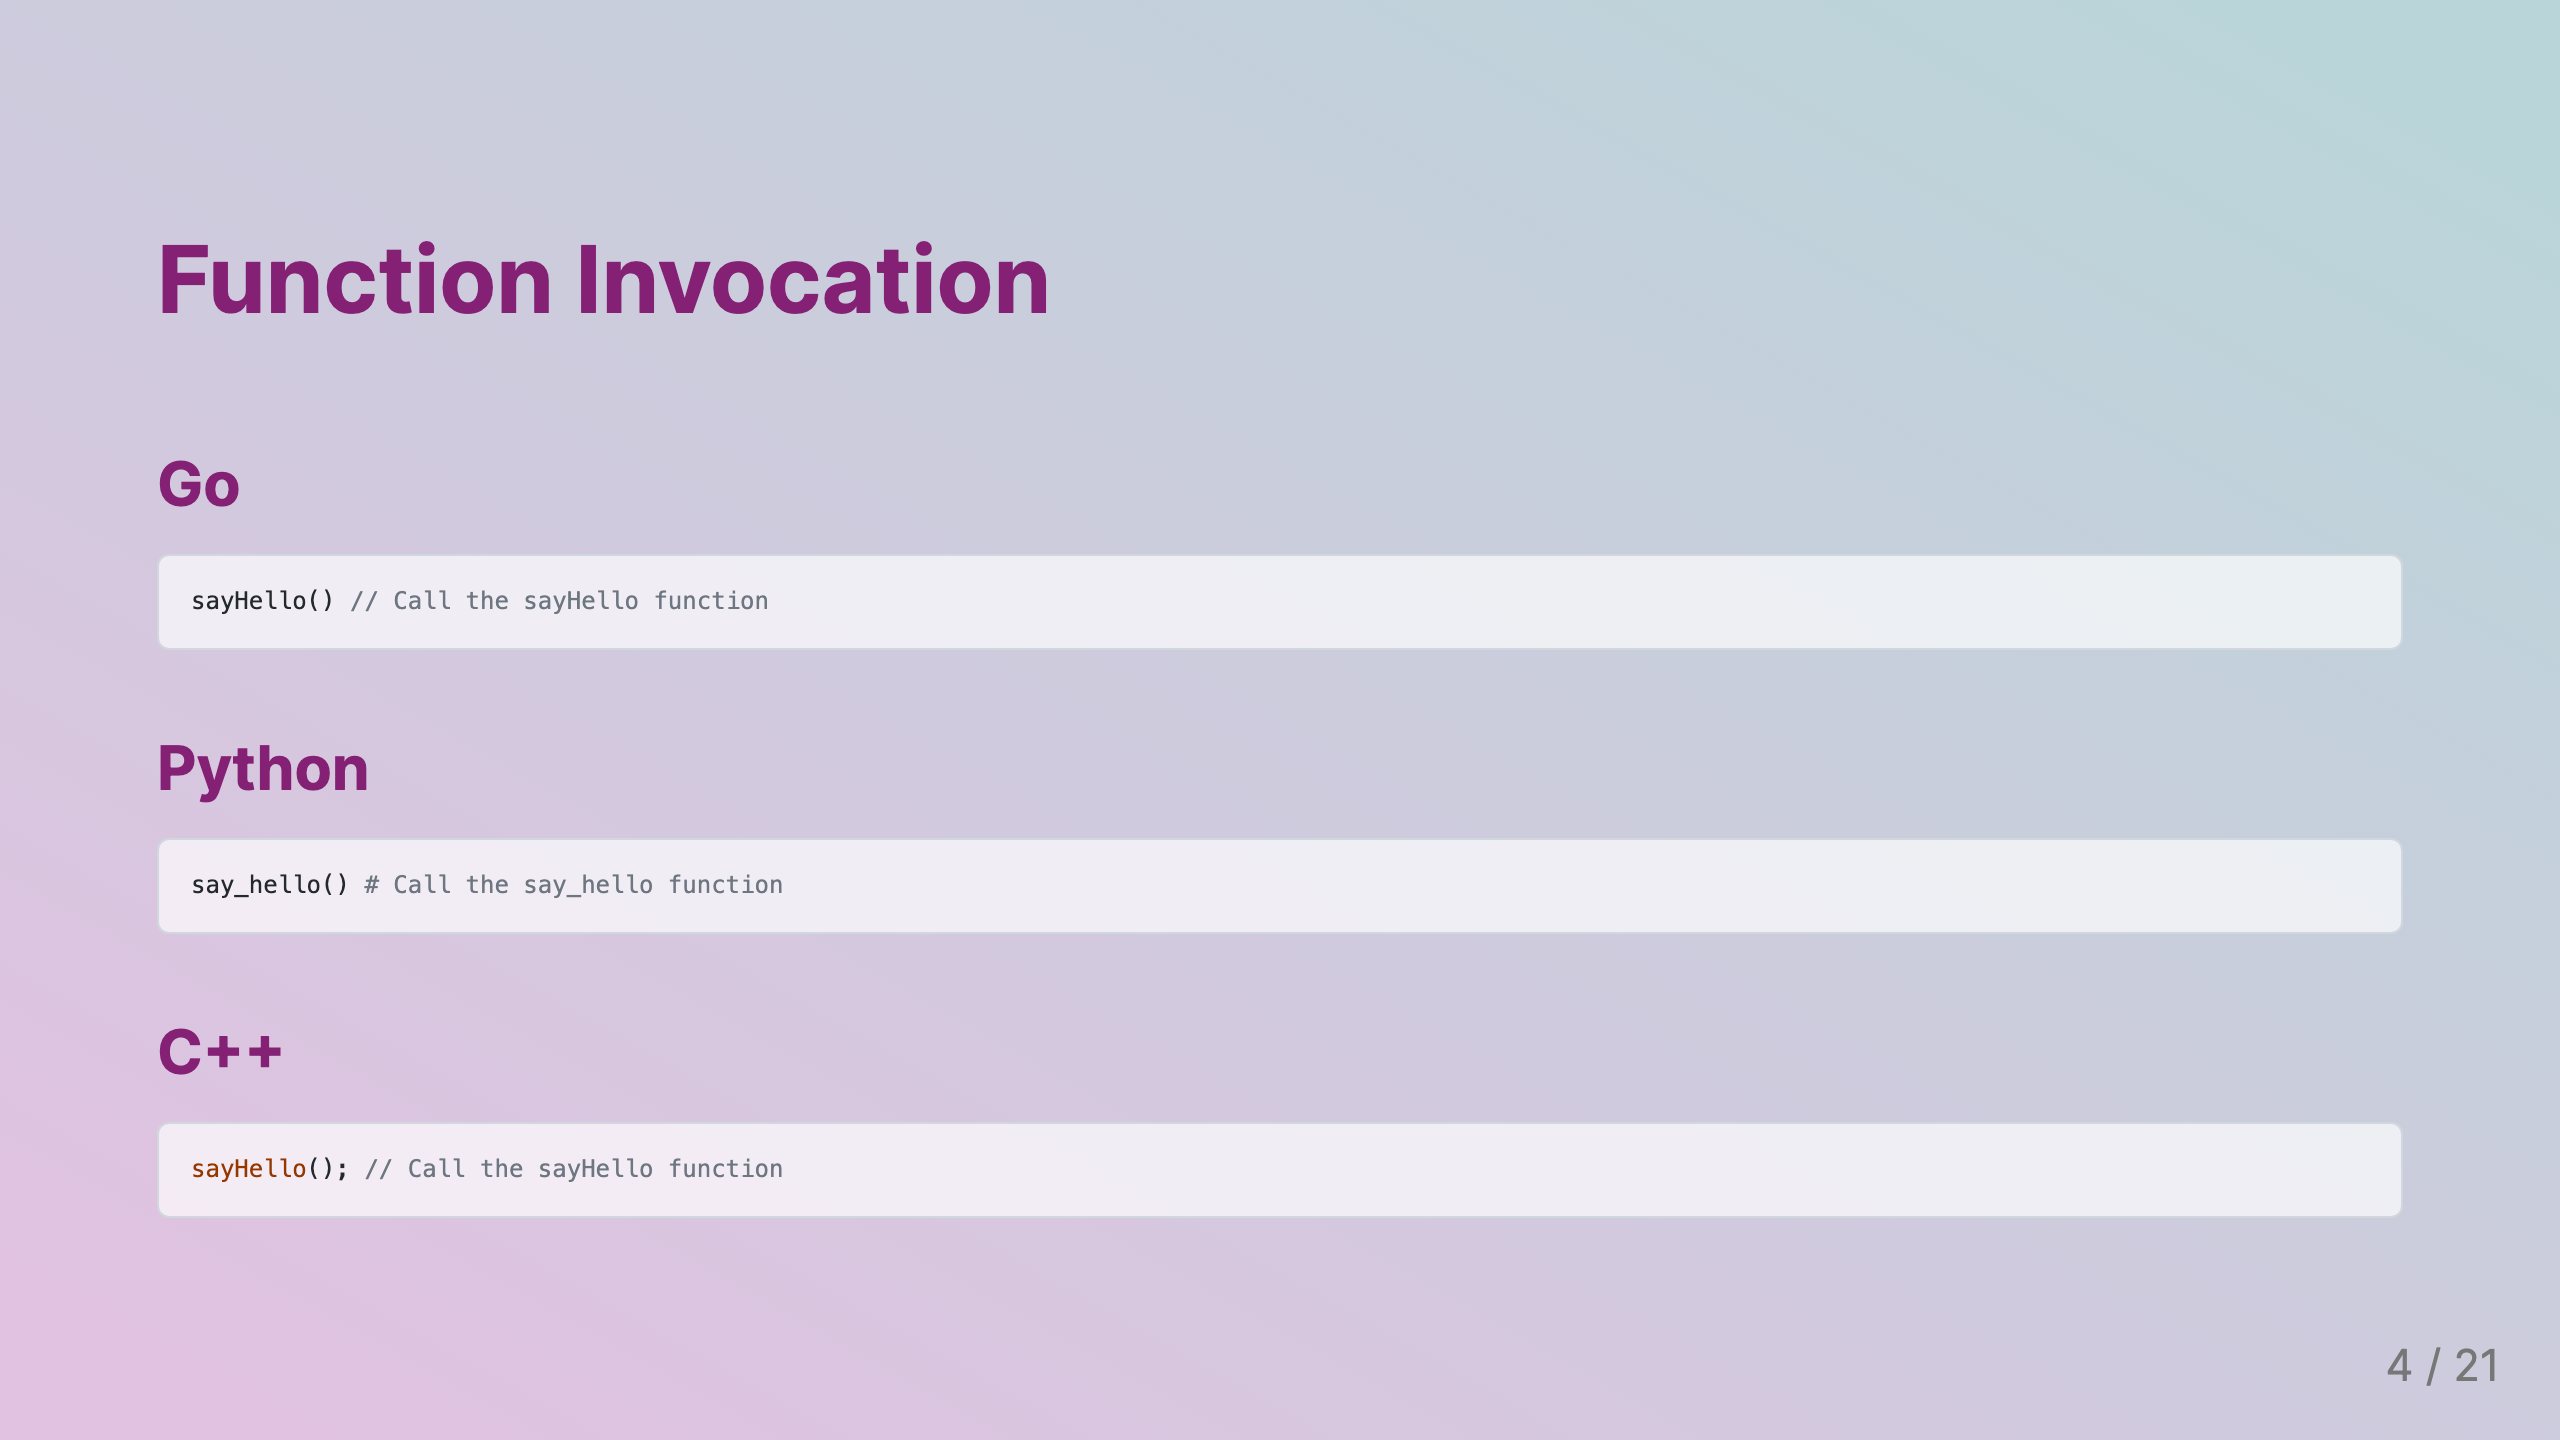 Function Invocation
Go
sayHello() // Call the sayHello function
Python
say_hello() # Call the say_hello function
C++
sayHello(); // Call the sayHello function
4 / 21